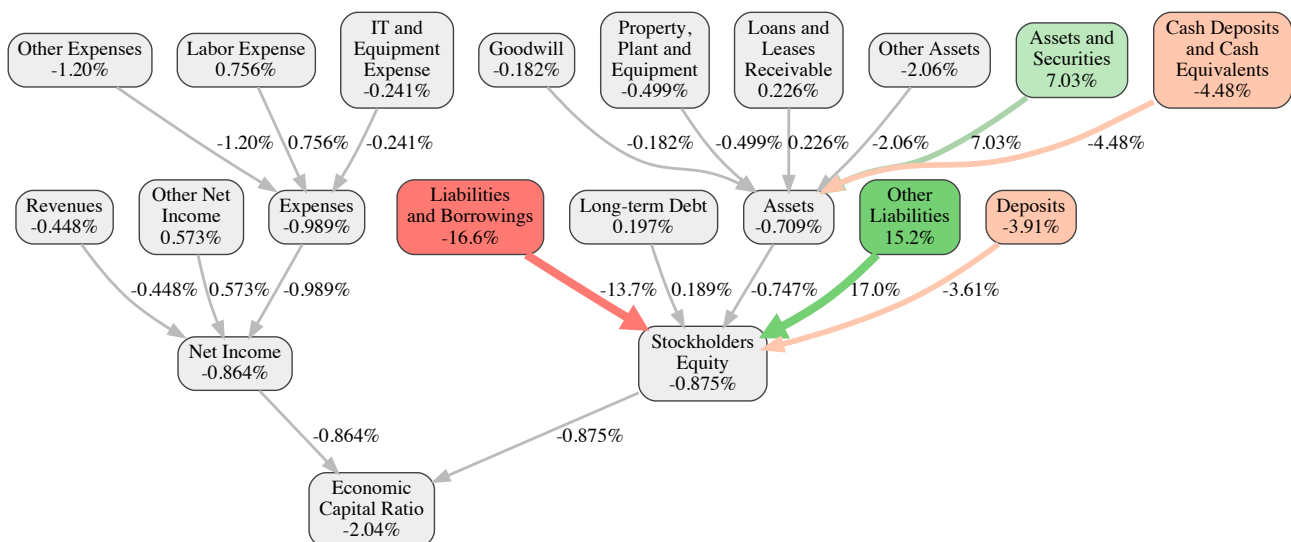 Other Expenses
-1.20%
Labor Expense
0.756%
IT and
Equipment
Expense
-0.241%
Goodwill
-0.182%
Property,
Plant and
Equipment
-0.499%
Loans and
Leases
Receivable
0.226%
Other Assets
-2.06%
Assets and
Securities
7.03%
Cash Deposits
and Cash
Equivalents
-4.48%
-1.20%
0.756%
-0.241%
-0.182%
-0.499%
0.226%
-2.06%
7.03%
-4.48%
Revenues
-0.448%
Other Net
Income
0.573%
Expenses
-0.989%
Liabilities
and Borrowings
-16.6%
Long-term Debt
0.197%
Assets
-0.709%
Other
Liabilities
15.2%
Deposits
-3.91%
-0.448%
0.573%
-0.989%
-13.7%
0.189%
-0.747%
17.0%
-3.61%
Net Income
-0.864%
Stockholders
Equity
-0.875%
-0.864%
-0.875%
Economic
Capital Ratio
-2.04%